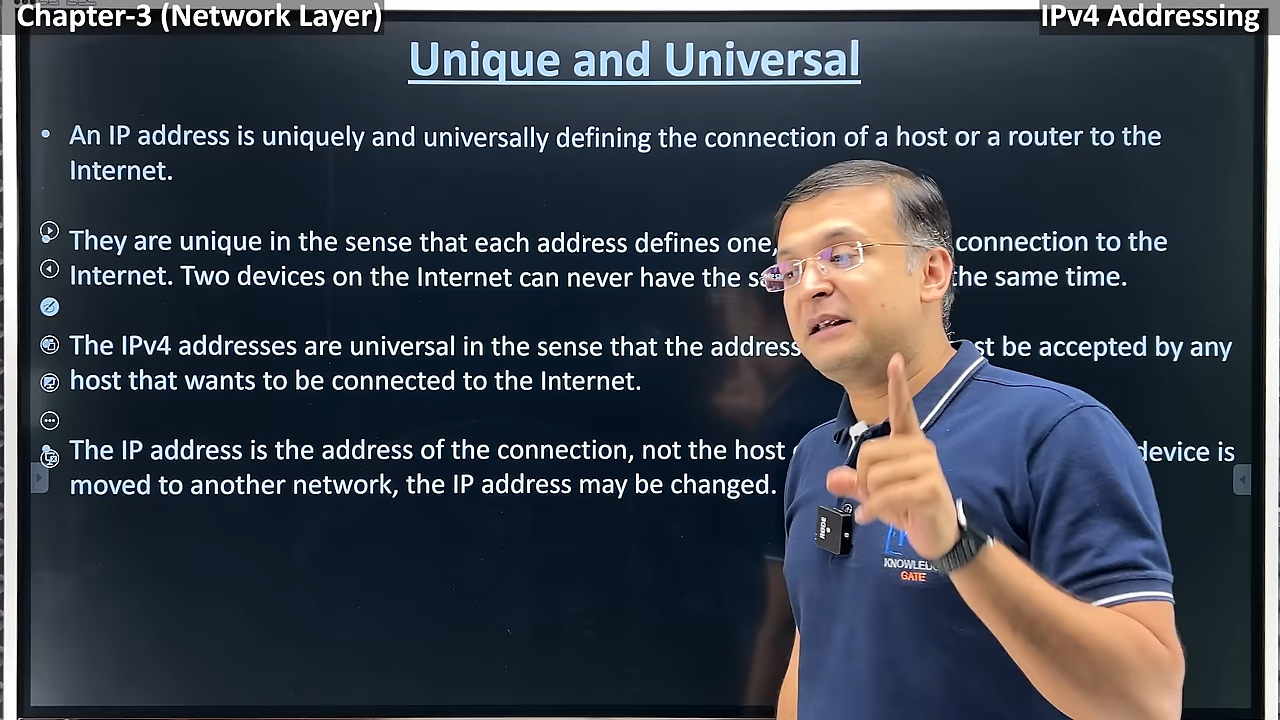 Chapter-3 (Network Layer)
IPv4 Addressing
Unique and Universal
• An IP address is uniquely and universally defining the connection of a host or a router to the
Internet.
They are unique in the sense that each address defines one, connection to the
Internet. Two devices on the Internet can never have the the same time.
• The IPv4 addresses are universal in the sense that the be accepted by any
host that wants to be connected to the Internet.
• The IP address is the address of the connection, not the host device is
moved to another network, the IP address may be changed.
GATE